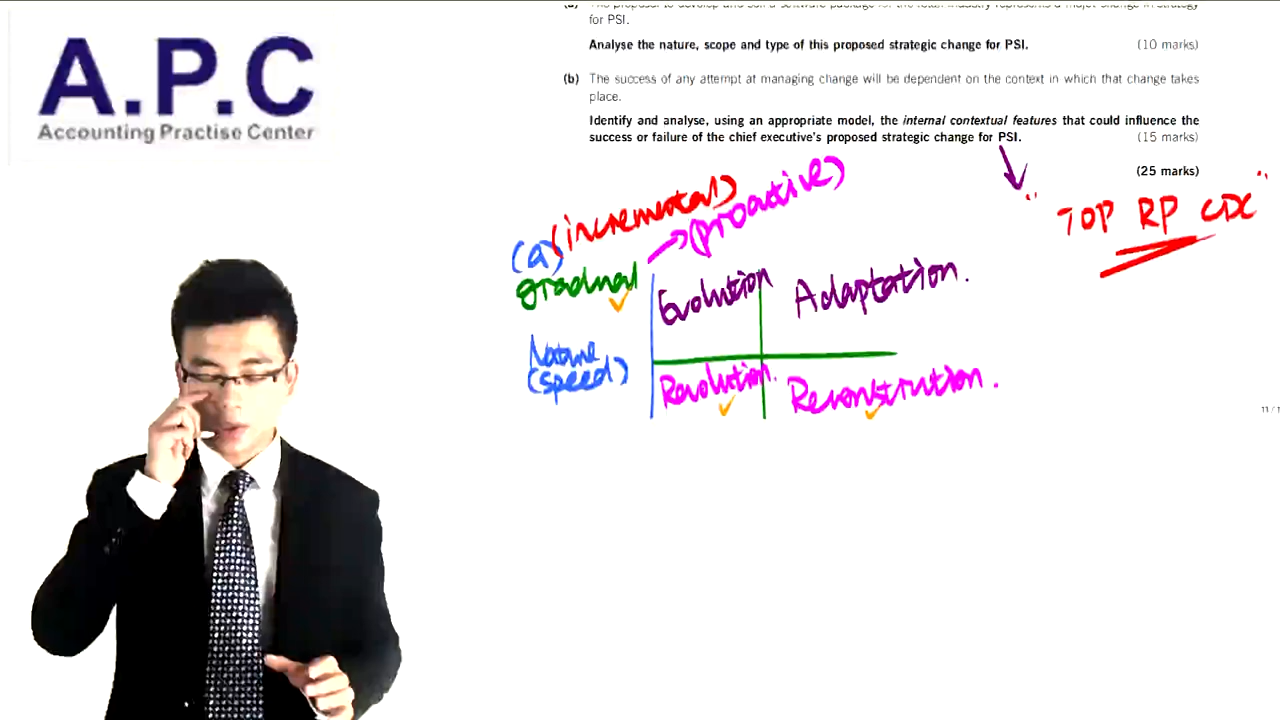 A.P.C
Accounting Practise Center
for PSI.
Analyse the nature, scope and type of this proposed strategic change for PSI. (10 marks)
(b) The success of any attempt at managing change will be dependent on the context in which that change takes
place.
Identify and analyse, using an appropriate model, the internal contextual features that could influence the
success or failure of the chief executive's proposed strategic change for PSI. (15 marks)
(25 marks)
" TOP RP CDC "
(incremental)
(proactive)
(a)
gradual
Evolution
Adaptation.
Nature
(speed)
Revolution.
Reconstruction.
11/1